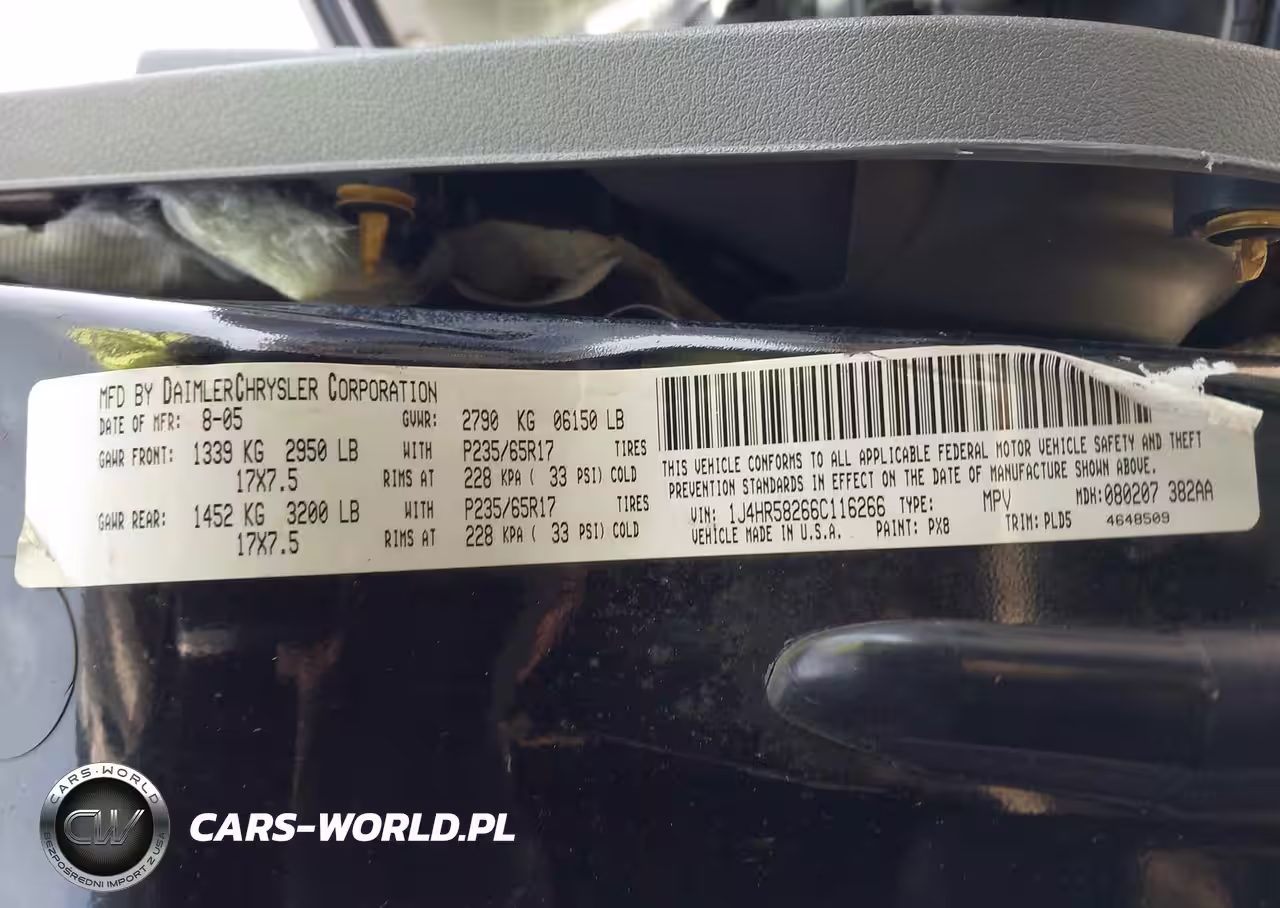 MFD BY DAIMLERCHRYSLER CORPORATION
DATE OF MFR: 8-05 GVWR: 2790 KG 06150 LB
GAWR FRONT: 1339 KG 2950 LB WITH P235/65R17 TIRES
17X7.5 RIMS AT 228 KPA ( 33 PSI) COLD
GAWR REAR: 1452 KG 3200 LB WITH P235/65R17 TIRES
17X7.5 RIMS AT 228 KPA ( 33 PSI) COLD
THIS VEHICLE CONFORMS TO ALL APPLICABLE FEDERAL MOTOR VEHICLE SAFETY AND THEFT
PREVENTION STANDARDS IN EFFECT ON THE DATE OF MANUFACTURE SHOWN ABOVE.
VIN: 1J4HR58266C116266 TYPE: MPV MDH:080207 382AA
VEHICLE MADE IN U.S.A. PAINT: PX8 TRIM: PLD5 4648509
CARS-WORLD
CW
BEZPOŚREDNI IMPORT Z USA
CARS-WORLD.PL